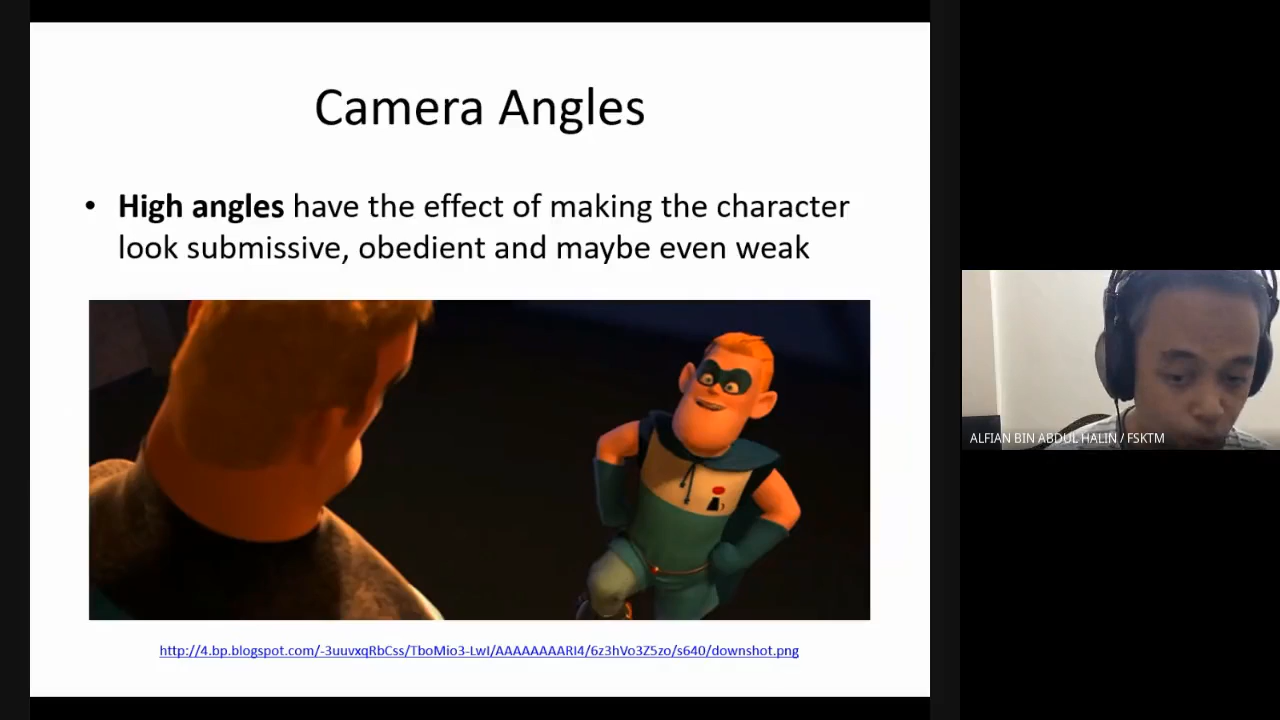 Camera Angles
• High angles have the effect of making the character
look submissive, obedient and maybe even weak
http://4.bp.blogspot.com/-3uuvxqRbCss/TboMio3-LwI/AAAAAAAARI4/6z3hVo3Z5zo/s640/downshot.png
ALFIAN BIN ABDUL HALIN / FSKTM